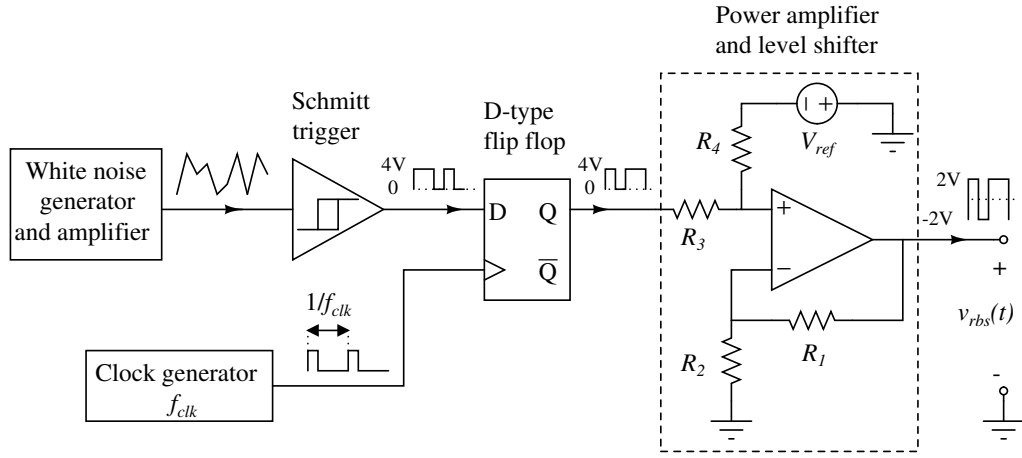 Power amplifier
and level shifter
Schmitt
trigger
D-type
flip flop
White noise
generator
and amplifier
4V
0
4V
0
D
Q
Q̅
R3
R4
Vref
+
−
R1
R2
2V
-2V
+
vrbs(t)
-
1/fclk
Clock generator
fclk